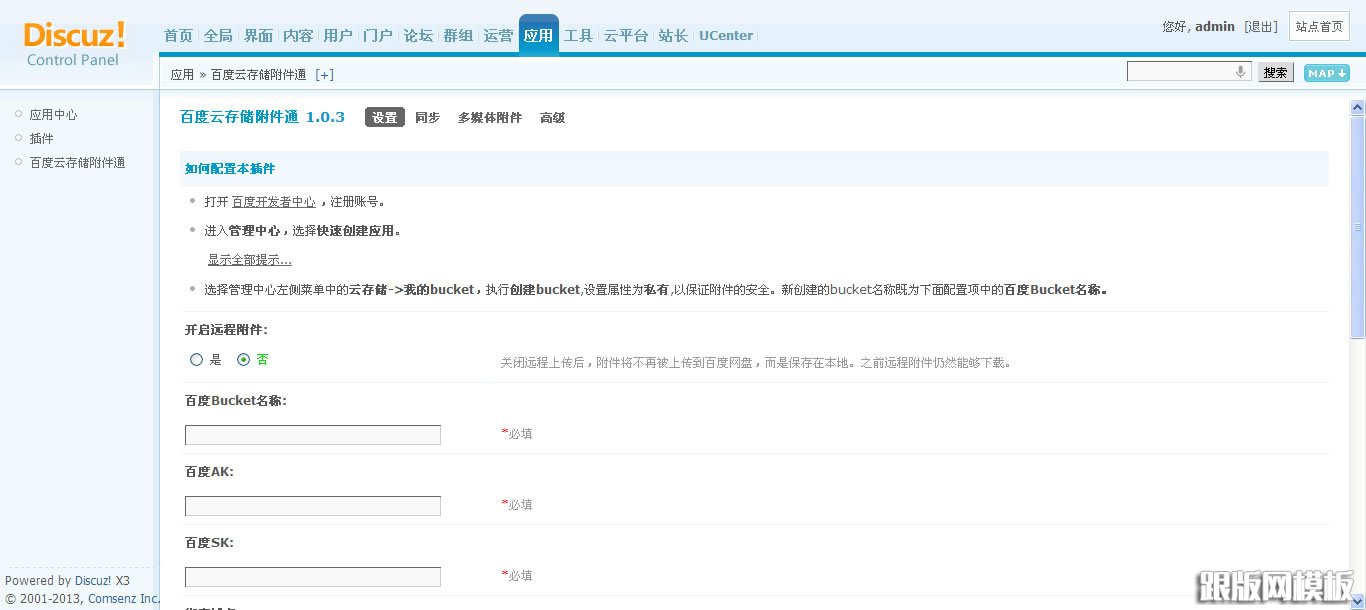 Discuz!
Control Panel
首页 全局 界面 内容 用户 门户 论坛 群组 运营 应用 工具 云平台 站长 UCenter
您好, admin [退出] 站点首页
应用 » 百度云存储附件通 [+]
搜索 MAP↓
应用中心
插件
百度云存储附件通
百度云存储附件通 1.0.3 设置 同步 多媒体附件 高级
如何配置本插件
打开 百度开发者中心 ，注册账号。
进入管理中心，选择快速创建应用。
显示全部提示...
选择管理中心左侧菜单中的云存储->我的bucket，执行创建bucket,设置属性为私有,以保证附件的安全。新创建的bucket名称既为下面配置项中的百度Bucket名称。
开启远程附件:
是 否 关闭远程上传后，附件将不再被上传到百度网盘，而是保存在本地。之前远程附件仍然能够下载。
百度Bucket名称:
*必填
百度AK:
*必填
百度SK:
*必填
Powered by Discuz! X3
© 2001-2013, Comsenz Inc.
跟版网模板